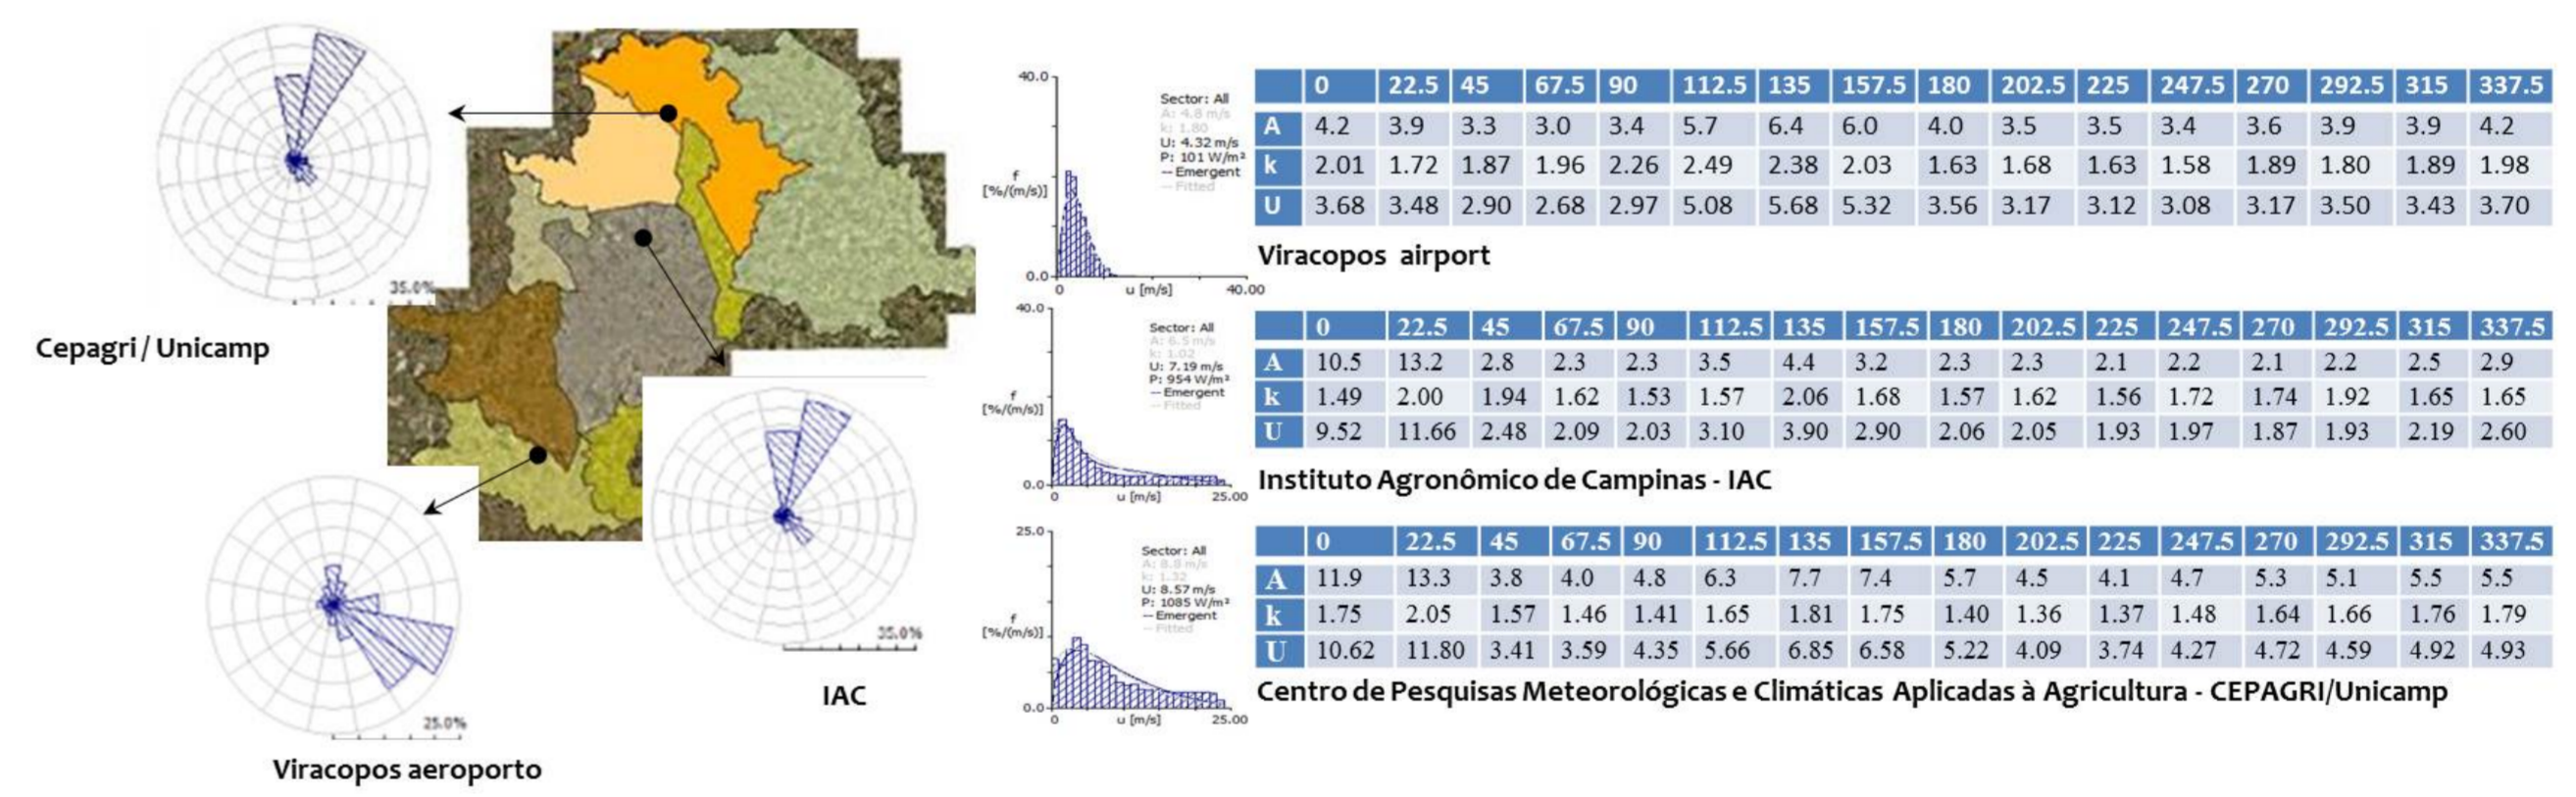 35.0%
Cepagri / Unicamp
25.0%
Viracopos aeroporto
35.0%
IAC
40.0
f
[%/(m/s)]
0.0
0
u [m/s]
40.00
Sector: All
A: 4.8 m/s
k: 1.80
U: 4.32 m/s
P: 101 W/m²
-- Emergent
-- Fitted
0 22.5 45 67.5 90 112.5 135 157.5 180 202.5 225 247.5 270 292.5 315 337.5
A 4.2 3.9 3.3 3.0 3.4 5.7 6.4 6.0 4.0 3.5 3.5 3.4 3.6 3.9 3.9 4.2
k 2.01 1.72 1.87 1.96 2.26 2.49 2.38 2.03 1.63 1.68 1.63 1.58 1.89 1.80 1.89 1.98
U 3.68 3.48 2.90 2.68 2.97 5.08 5.68 5.32 3.56 3.17 3.12 3.08 3.17 3.50 3.43 3.70
Viracopos airport
40.0
f
[%/(m/s)]
0.0
0
u [m/s]
25.00
Sector: All
A: 6.5 m/s
k: 1.02
U: 7.19 m/s
P: 954 W/m²
-- Emergent
-- Fitted
0 22.5 45 67.5 90 112.5 135 157.5 180 202.5 225 247.5 270 292.5 315 337.5
A 10.5 13.2 2.8 2.3 2.3 3.5 4.4 3.2 2.3 2.3 2.1 2.2 2.1 2.2 2.5 2.9
k 1.49 2.00 1.94 1.62 1.53 1.57 2.06 1.68 1.57 1.62 1.56 1.72 1.74 1.92 1.65 1.65
U 9.52 11.66 2.48 2.09 2.03 3.10 3.90 2.90 2.06 2.05 1.93 1.97 1.87 1.93 2.19 2.60
Instituto Agronômico de Campinas - IAC
25.0
f
[%/(m/s)]
0.0
0
u [m/s]
25.00
Sector: All
A: 8.8 m/s
k: 1.32
U: 8.57 m/s
P: 1085 W/m²
-- Emergent
-- Fitted
0 22.5 45 67.5 90 112.5 135 157.5 180 202.5 225 247.5 270 292.5 315 337.5
A 11.9 13.3 3.8 4.0 4.8 6.3 7.7 7.4 5.7 4.5 4.1 4.7 5.3 5.1 5.5 5.5
k 1.75 2.05 1.57 1.46 1.41 1.65 1.81 1.75 1.40 1.36 1.37 1.48 1.64 1.66 1.76 1.79
U 10.62 11.80 3.41 3.59 4.35 5.66 6.85 6.58 5.22 4.09 3.74 4.27 4.72 4.59 4.92 4.93
Centro de Pesquisas Meteorológicas e Climáticas Aplicadas à Agricultura - CEPAGRI/Unicamp